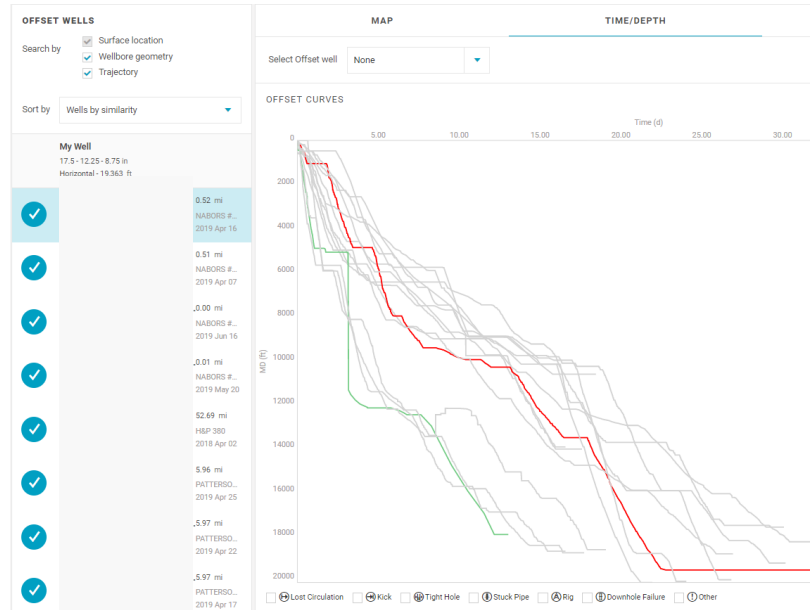 OFFSET WELLS
Search by
Surface location
Wellbore geometry
Trajectory
Sort by
Wells by similarity
My Well
17.5 - 12.25 - 8.75 in
Horizontal - 19.363 ft
0.52 mi
NABORS #...
2019 Apr 16
0.51 mi
NABORS #...
2019 Apr 07
.0.00 mi
NABORS #...
2019 Jun 16
.0.01 mi
NABORS #...
2019 May 20
52.69 mi
H&P 380
2018 Apr 02
5.96 mi
PATTERSO...
2019 Apr 25
.5.97 mi
PATTERSO...
2019 Apr 22
.5.97 mi
PATTERSO...
2019 Apr 17
MAP
TIME/DEPTH
Select Offset well
None
OFFSET CURVES
Time (d)
0 5.00 10.00 15.00 20.00 25.00 30.00
2000
4000
6000
8000
10000
12000
14000
16000
18000
20000
MD (ft)
Lost Circulation Kick Tight Hole Stuck Pipe Rig Downhole Failure Other